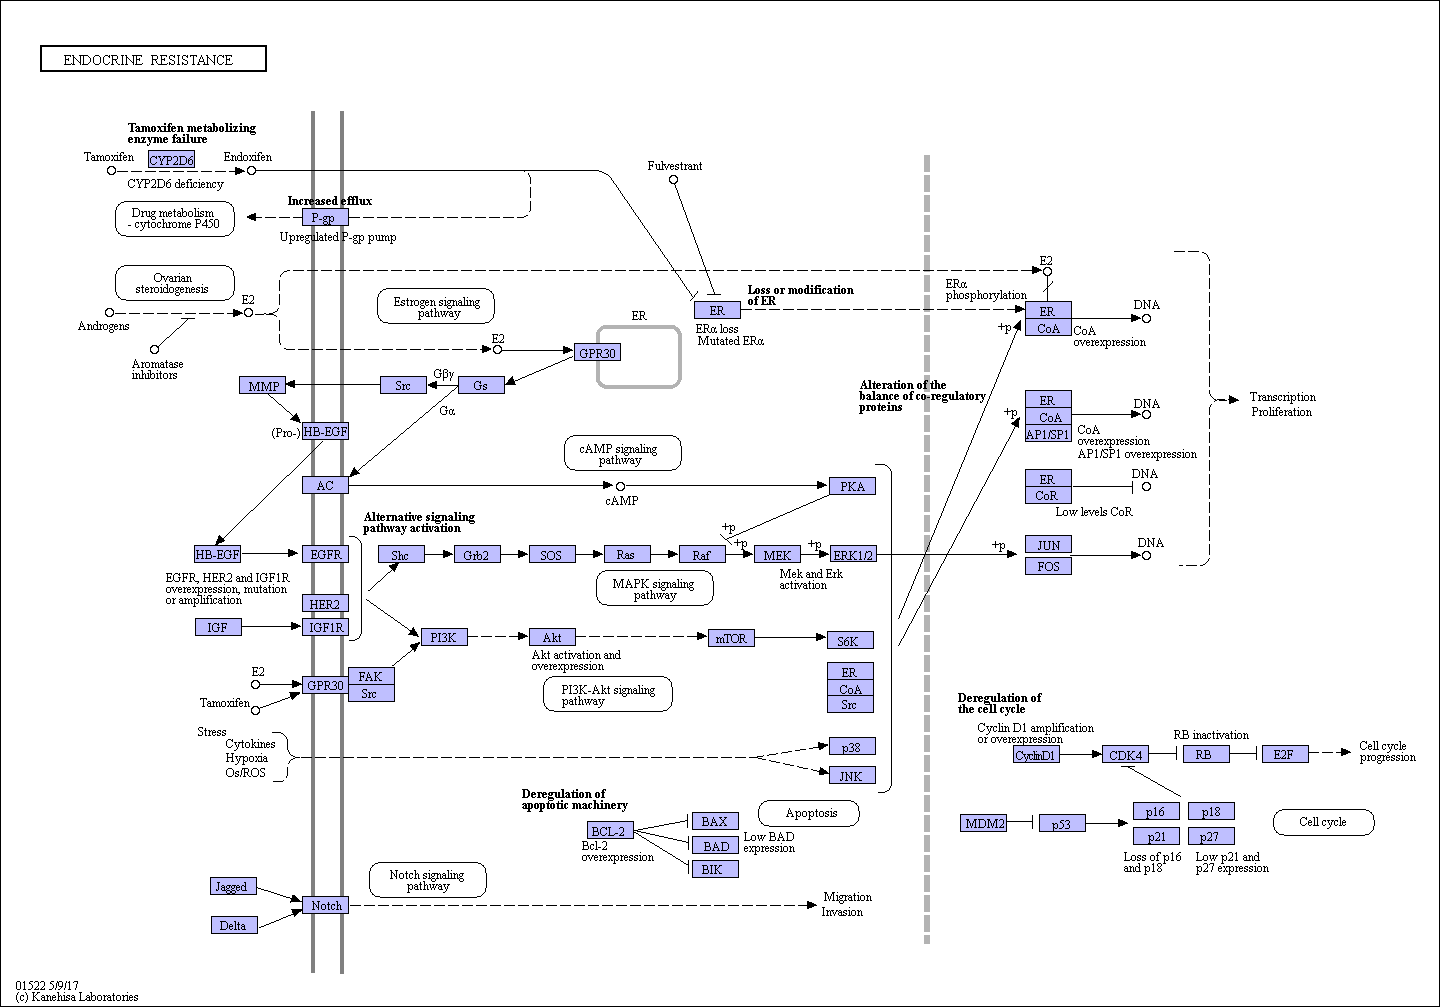 ENDOCRINE RESISTANCE
Tamoxifen metabolizing
enzyme failure
Tamoxifen
CYP2D6
Endoxifen
CYP2D6 deficiency
Fulvestrant
Increased efflux
Drug metabolism
- cytochrome P450
P-gp
Upregulated P-gp pump
Ovarian
steroidogenesis
E2
Androgens
Aromatase
inhibitors
Estrogen signaling
pathway
E2
GPR30
ER
ER
Loss or modification
of ER
ERα loss
Mutated ERα
E2
ERα
phosphorylation
+p
ER
CoA
CoA
overexpression
DNA
MMP
Src
Gβγ
Gs
Gα
(Pro-)
HB-EGF
Alteration of the
balance of co-regulatory
proteins
+p
ER
CoA
AP1/SP1
DNA
CoA
overexpression
AP1/SP1 overexpression
Transcription
Proliferation
cAMP signaling
pathway
AC
cAMP
PKA
ER
CoR
DNA
Low levels CoR
Alternative signaling
pathway activation
HB-EGF
EGFR
Shc
Grb2
SOS
Ras
Raf
+p
+p
MEK
+p
ERK1/2
+p
JUN
FOS
DNA
EGFR, HER2 and IGF1R
overexpression, mutation
or amplification
HER2
MAPK signaling
pathway
Mek and Erk
activation
IGF
IGF1R
PI3K
Akt
mTOR
S6K
Akt activation and
overexpression
E2
Tamoxifen
GPR30
FAK
Src
PI3K-Akt signaling
pathway
ER
CoA
Src
Stress
Cytokines
Hypoxia
Os/ROS
p38
JNK
Deregulation of
the cell cycle
Cyclin D1 amplification
or overexpression
CyclinD1
CDK4
RB inactivation
RB
E2F
Cell cycle
progression
Deregulation of
apoptotic machinery
Apoptosis
BCL-2
Bcl-2
overexpression
BAX
BAD
BIK
Low BAD
expression
MDM2
p53
p16
p18
p21
p27
Loss of p16
and p18
Low p21 and
p27 expression
Cell cycle
Jagged
Delta
Notch
Notch signaling
pathway
Migration
Invasion
01522 5/9/17
(c) Kanehisa Laboratories